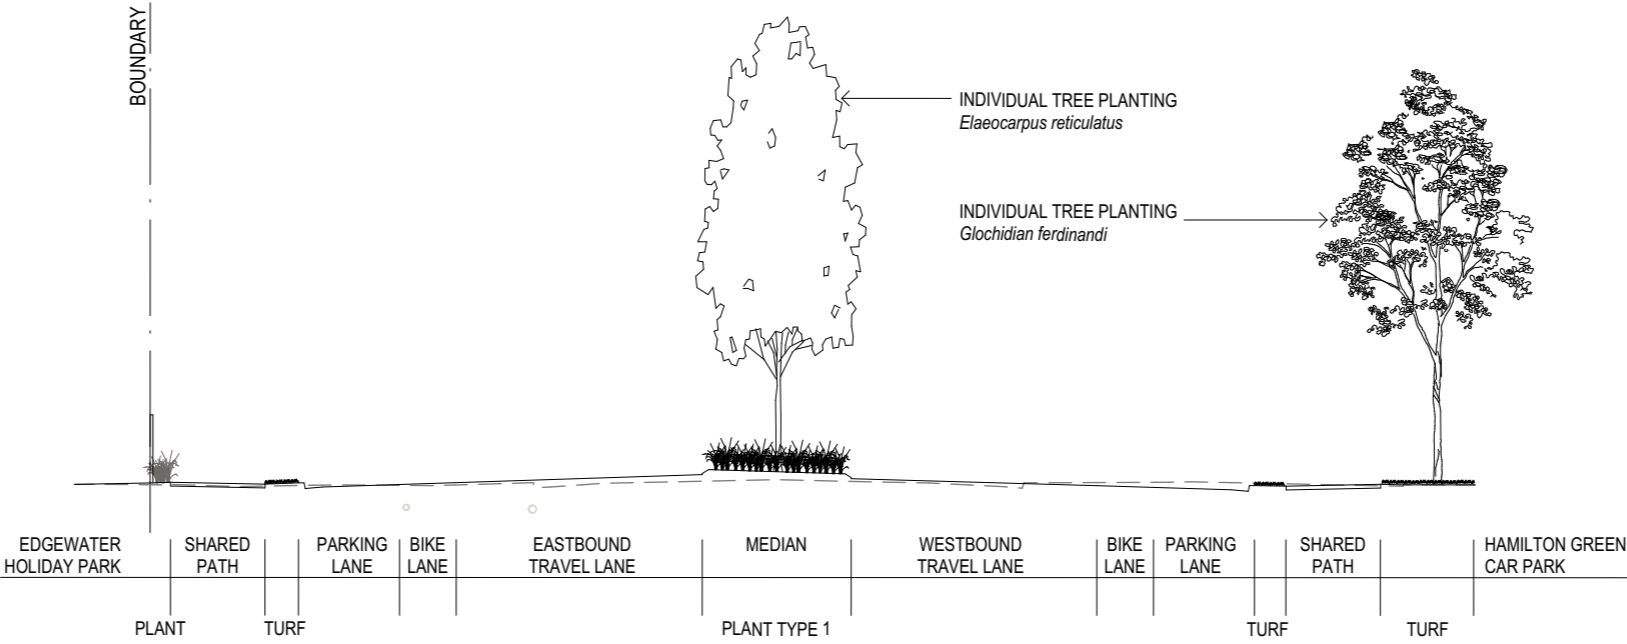 BOUNDARY
INDIVIDUAL TREE PLANTING
Elaeocarpus reticulatus
INDIVIDUAL TREE PLANTING
Glochidian ferdinandi
EDGEWATER
HOLIDAY PARK
SHARED
PATH
PARKING
LANE
BIKE
LANE
EASTBOUND
TRAVEL LANE
MEDIAN
WESTBOUND
TRAVEL LANE
BIKE
LANE
PARKING
LANE
SHARED
PATH
HAMILTON GREEN
CAR PARK
PLANT
TURF
PLANT TYPE 1
TURF
TURF